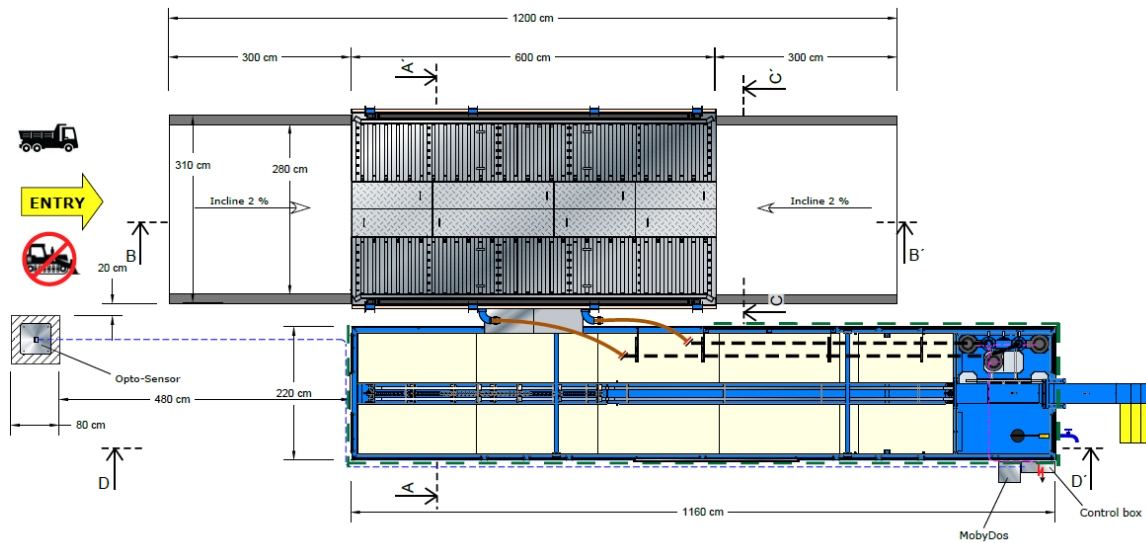 1200 cm
300 cm
600 cm
300 cm
A´
C´
310 cm
280 cm
ENTRY
Incline 2 %
Incline 2 %
B
B´
20 cm
C
Opto-Sensor
480 cm
220 cm
80 cm
D
A
D´
Control box
MobyDos
1160 cm